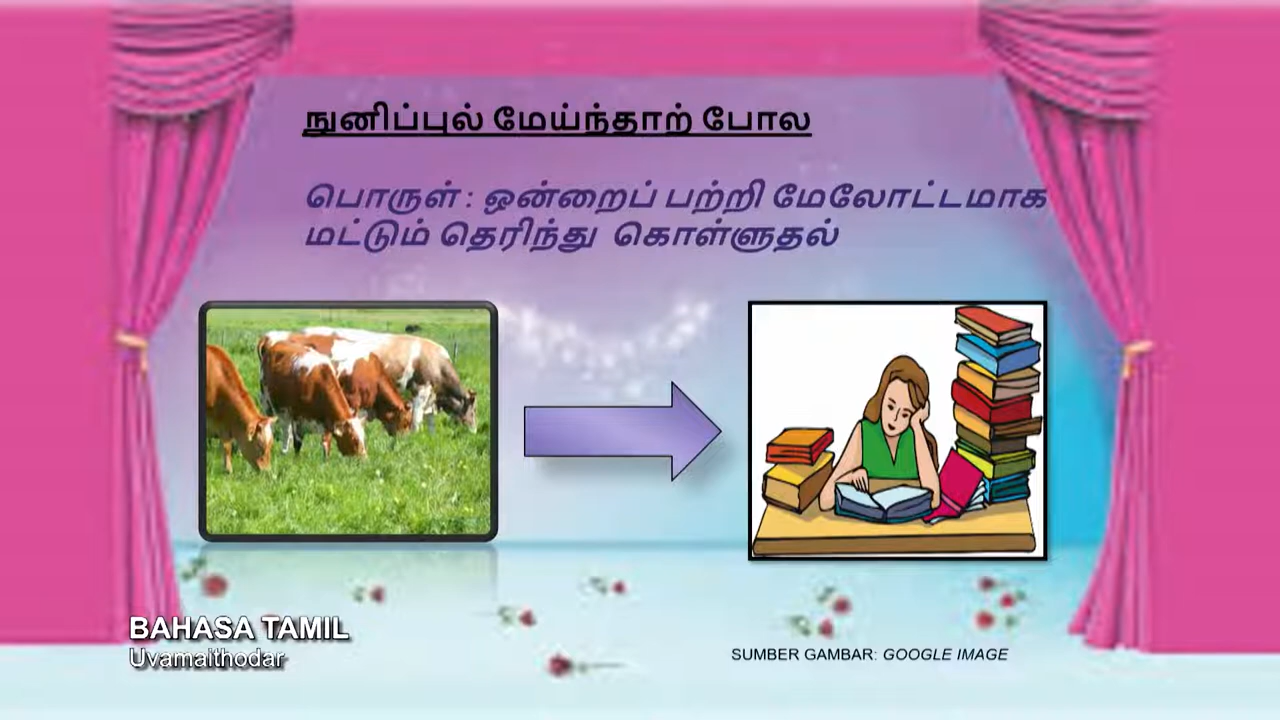 நுனிப்புல் மேய்ந்தாற் போல
பொருள் : ஒன்றைப் பற்றி மேலோட்டமாக
மட்டும் தெரிந்து கொள்ளுதல்
BAHASA TAMIL
Uvamaithodar
SUMBER GAMBAR: GOOGLE IMAGE